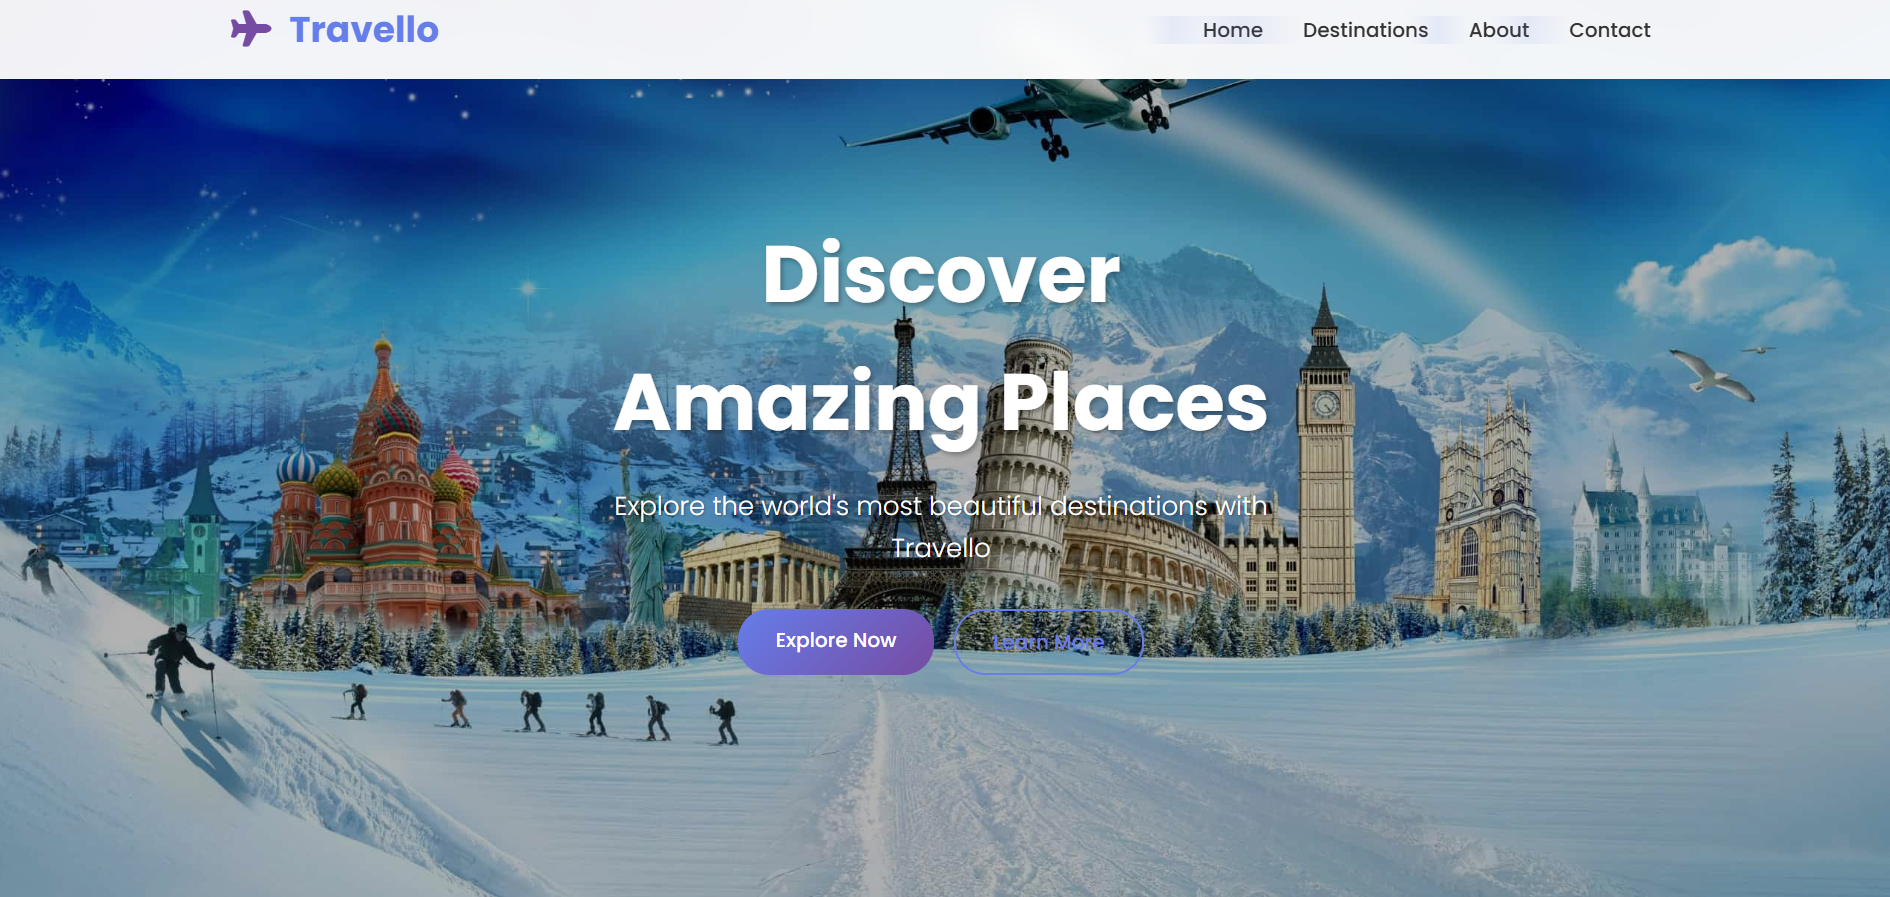 Travello
Home Destinations About Contact
Discover
Amazing Places
Explore the world's most beautiful destinations with
Travello
Explore Now Learn More